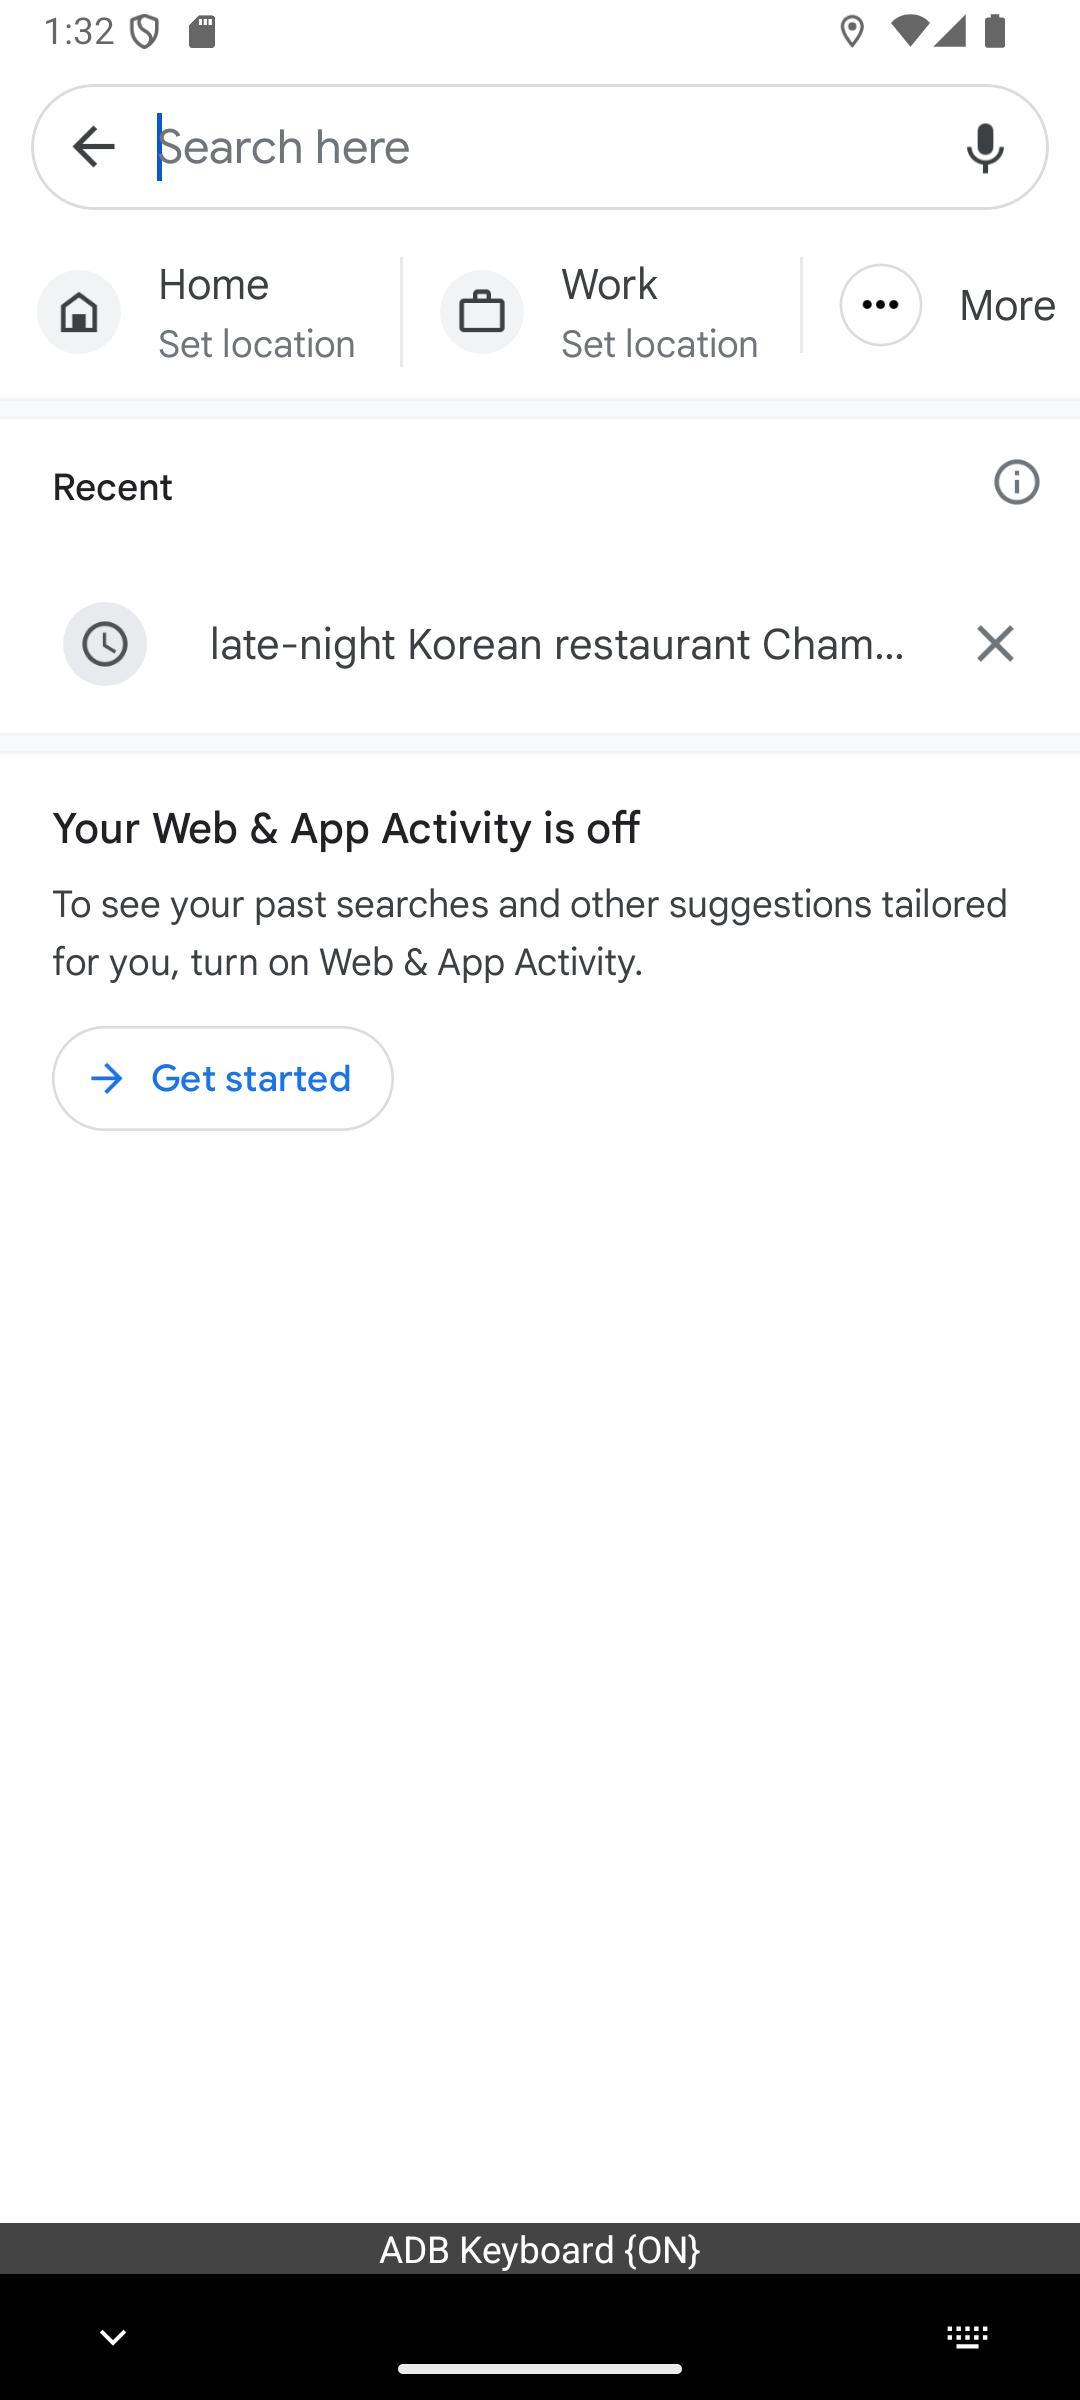 1:32
Search here
Home
Set location
Work
Set location
More
Recent
late-night Korean restaurant Cham...
Your Web & App Activity is off
To see your past searches and other suggestions tailored
for you, turn on Web & App Activity.
Get started
ADB Keyboard {ON}